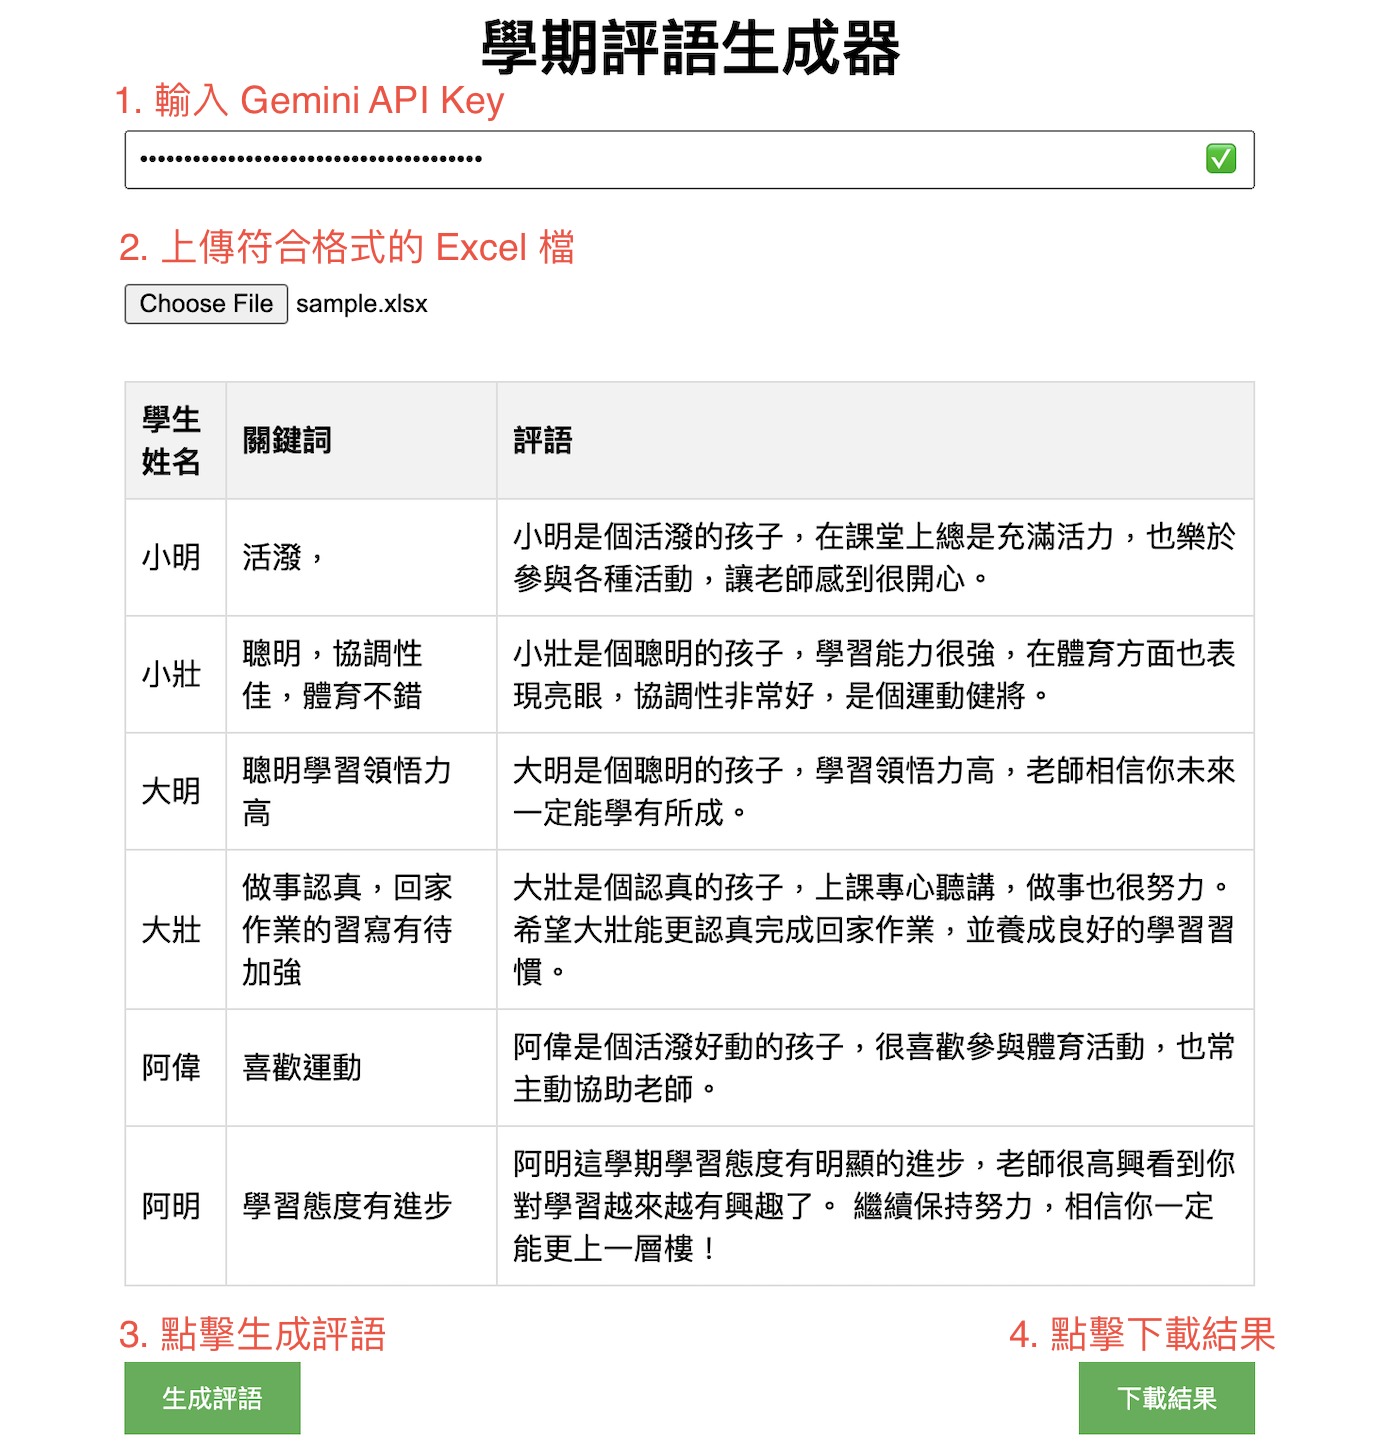 學期評語生成器
1. 輸入 Gemini API Key
••••••••••••••••••••••••••••••••••••••• ✅
2. 上傳符合格式的 Excel 檔
Choose File sample.xlsx
學生
姓名
關鍵詞
評語
小明
活潑，
小明是個活潑的孩子，在課堂上總是充滿活力，也樂於
參與各種活動，讓老師感到很開心。
小壯
聰明，協調性
佳，體育不錯
小壯是個聰明的孩子，學習能力很強，在體育方面也表
現亮眼，協調性非常好，是個運動健將。
大明
聰明學習領悟力
高
大明是個聰明的孩子，學習領悟力高，老師相信你未來
一定能學有所成。
大壯
做事認真，回家
作業的習寫有待
加強
大壯是個認真的孩子，上課專心聽講，做事也很努力。
希望大壯能更認真完成回家作業，並養成良好的學習習
慣。
阿偉
喜歡運動
阿偉是個活潑好動的孩子，很喜歡參與體育活動，也常
主動協助老師。
阿明
學習態度有進步
阿明這學期學習態度有明顯的進步，老師很高興看到你
對學習越來越有興趣了。 繼續保持努力，相信你一定
能更上一層樓！
3. 點擊生成評語
4. 點擊下載結果
生成評語
下載結果